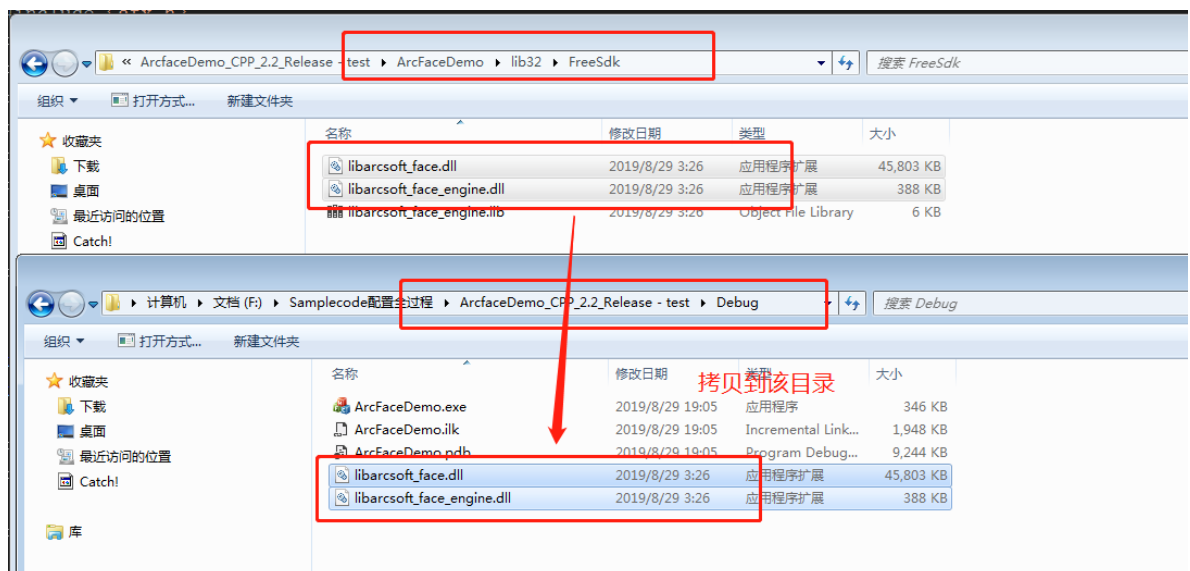 « ArcfaceDemo_CPP_2.2_Release - test ▸ ArcFaceDemo ▸ lib32 ▸ FreeSdk
搜索 FreeSdk
组织 打开方式... 新建文件夹
名称 修改日期 类型 大小
收藏夹
下载
桌面
最近访问的位置
Catch!
libarcsoft_face.dll 2019/8/29 3:26 应用程序扩展 45,803 KB
libarcsoft_face_engine.dll 2019/8/29 3:26 应用程序扩展 388 KB
libarcsoft_face_engine.lib 2019/8/29 3:26 Object File Library 6 KB
▸ 计算机 ▸ 文档 (F:) ▸ Samplecode配置全过程 ▸ ArcfaceDemo_CPP_2.2_Release - test ▸ Debug
搜索 Debug
组织 打开方式... 新建文件夹
名称 修改日期 类型 大小
拷贝到该目录
收藏夹
下载
桌面
最近访问的位置
Catch!
库
ArcFaceDemo.exe 2019/8/29 19:05 应用程序 346 KB
ArcFaceDemo.ilk 2019/8/29 19:05 Incremental Link... 1,948 KB
ArcFaceDemo.pdb 2019/8/29 19:05 Program Debug... 9,244 KB
libarcsoft_face.dll 2019/8/29 3:26 应用程序扩展 45,803 KB
libarcsoft_face_engine.dll 2019/8/29 3:26 应用程序扩展 388 KB